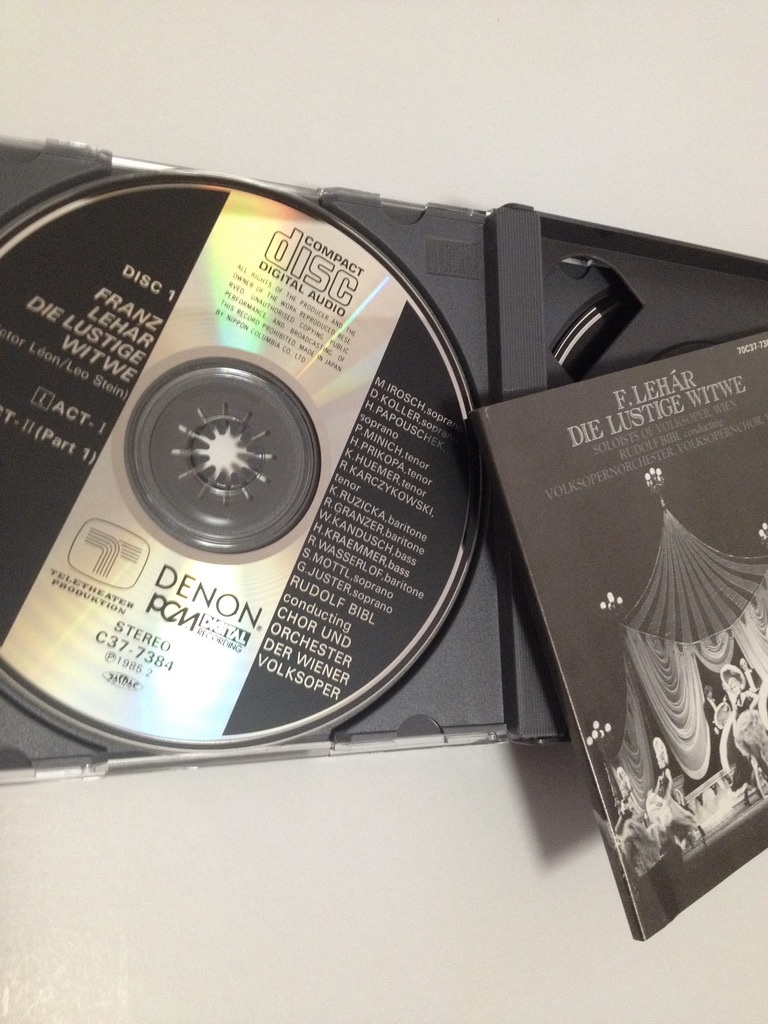 COMPACT
disc
DIGITAL AUDIO
ALL RIGHTS OF THE PRODUCER AND THE
OWNER OF THE WORK REPRODUCED RESE
RVED. UNAUTHORISED COPYING PUBLIC
PERFORMANCE AND BROADCASTING OF
THIS RECORD PROHIBITED MADE IN JAPAN
BY NIPPON COLUMBIA CO. LTD.
DISC 1
FRANZ
LEHÁR
DIE LUSTIGE
WITWE
Léon/Leo Stein
1 ACT-I
II (Part 1)
M.IROSCH,soprano
D.KOLLER,soprano
H.PAPOUSCHEK
soprano
P.MINICH,tenor
H.PRIKOPA,tenor
K.HUEMER,tenor
R.KARCZYKOWSKI,
tenor
K.RUZICKA,baritone
R.GRANZER,baritone
W.KANDUSCH,bass
H.KRAEMMER,bass
R.WASSERLOF,baritone
S.MOTTL,soprano
G.JUSTER,soprano
RUDOLF BIBL
conducting
CHOR UND
ORCHESTER
DER WIENER
VOLKSOPER
TELETHEATER
PRODUKTION
DENON®
PCM DIGITAL
RECORDING
STEREO
C37-7384
Ⓟ1985 2
JASRAC
F. LEHÁR
DIE LUSTIGE WITWE
SOLOISTS OF VOLKSOPER, WIEN
RUDOLF BIBL conducting
VOLKSOPERNORCHESTER, VOLKSOPERNCHOR,